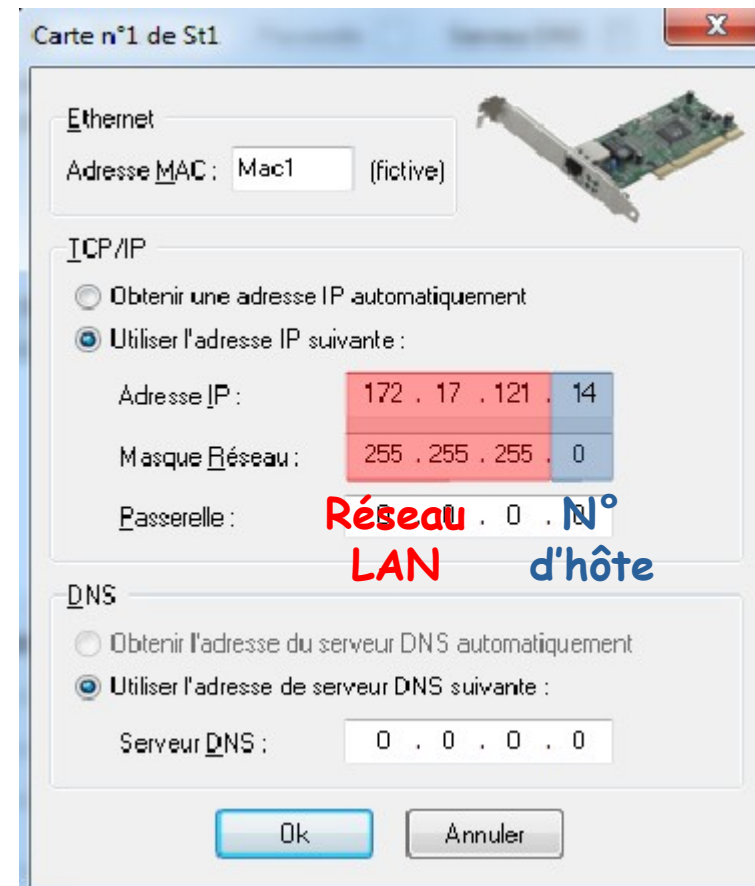 Carte n°1 de St1
X
Ethernet
Adresse MAC : Mac1 (fictive)
TCP/IP
Obtenir une adresse IP automatiquement
Utiliser l'adresse IP suivante :
Adresse IP : 172 . 17 . 121 . 14
Masque Réseau : 255 . 255 . 255 . 0
Passerelle : 0 . 0 . 0 . 0
Réseau N°
LAN d'hôte
DNS
Obtenir l'adresse du serveur DNS automatiquement
Utiliser l'adresse de serveur DNS suivante :
Serveur DNS : 0 . 0 . 0 . 0
Ok Annuler